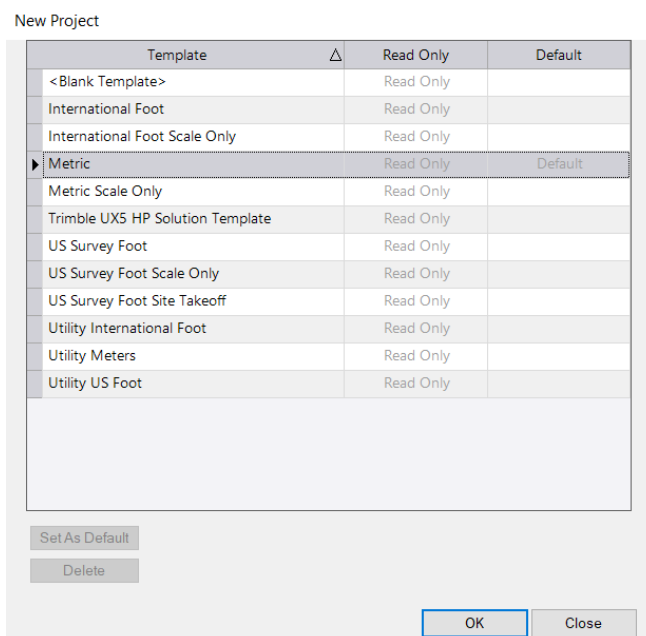 New Project
Template Read Only Default
<Blank Template> Read Only
International Foot Read Only
International Foot Scale Only Read Only
Metric Read Only Default
Metric Scale Only Read Only
Trimble UX5 HP Solution Template Read Only
US Survey Foot Read Only
US Survey Foot Scale Only Read Only
US Survey Foot Site Takeoff Read Only
Utility International Foot Read Only
Utility Meters Read Only
Utility US Foot Read Only
Set As Default
Delete
OK Close